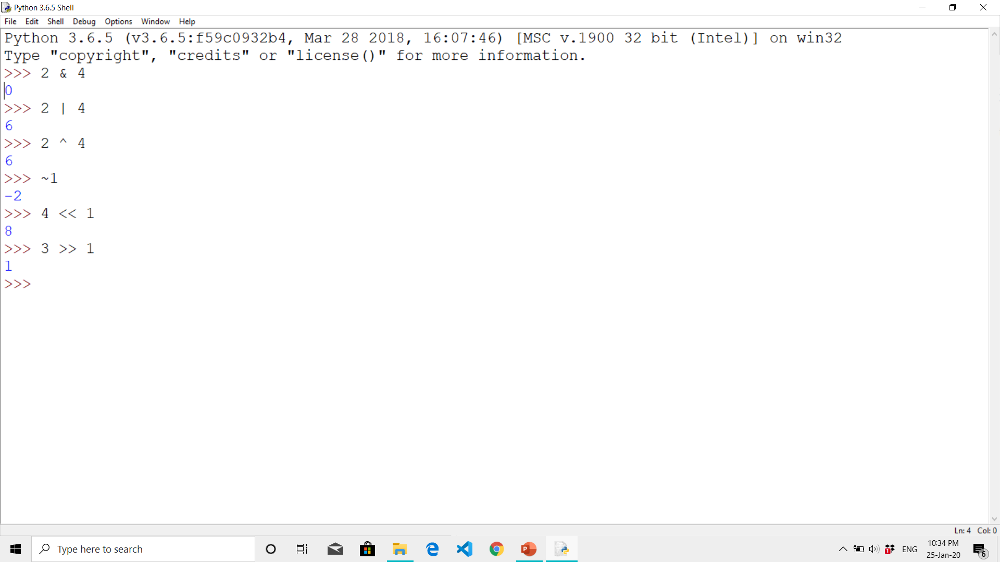 Python 3.6.5 Shell
File Edit Shell Debug Options Window Help
Python 3.6.5 (v3.6.5:f59c0932b4, Mar 28 2018, 16:07:46) [MSC v.1900 32 bit (Intel)] on win32
Type "copyright", "credits" or "license()" for more information.
>>> 2 & 4
0
>>> 2 | 4
6
>>> 2 ^ 4
6
>>> ~1
-2
>>> 4 << 1
8
>>> 3 >> 1
1
>>>
Ln: 4 Col: 0
Type here to search
P
1
ENG
10:34 PM
25-Jan-20
6